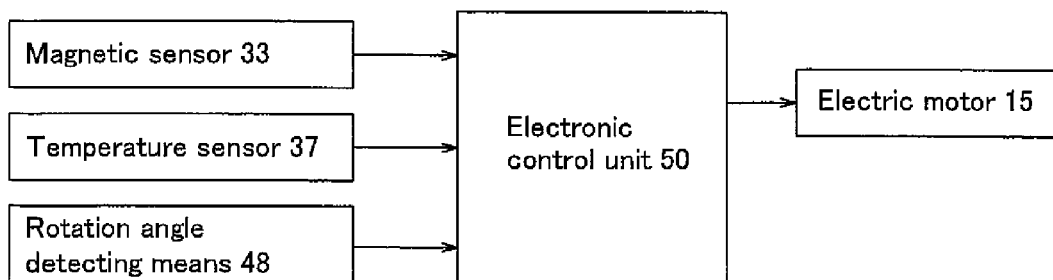 Magnetic sensor 33
Temperature sensor 37
Rotation angle
detecting means 48
Electronic
control unit 50
Electric motor 15